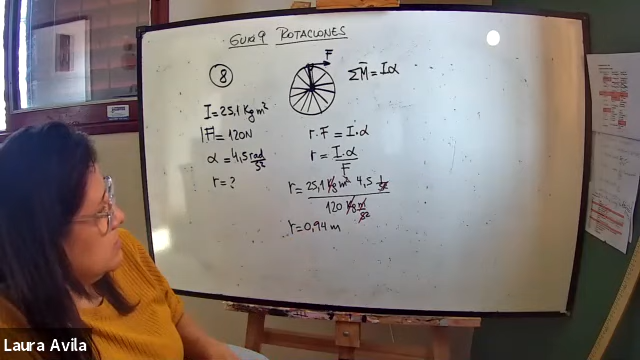 GUIA 9 ROTACIONES
8
F
ΣM̅ = Iα
I = 25,1 Kg m²
|F| = 120N
α = 4,5 rad/s²
r = ?
r . F = I . α
r = I . α / F
r = 25,1 Kg m² 4,5 1/s² / 120 Kg m/s²
r = 0,94 m
Laura Avila